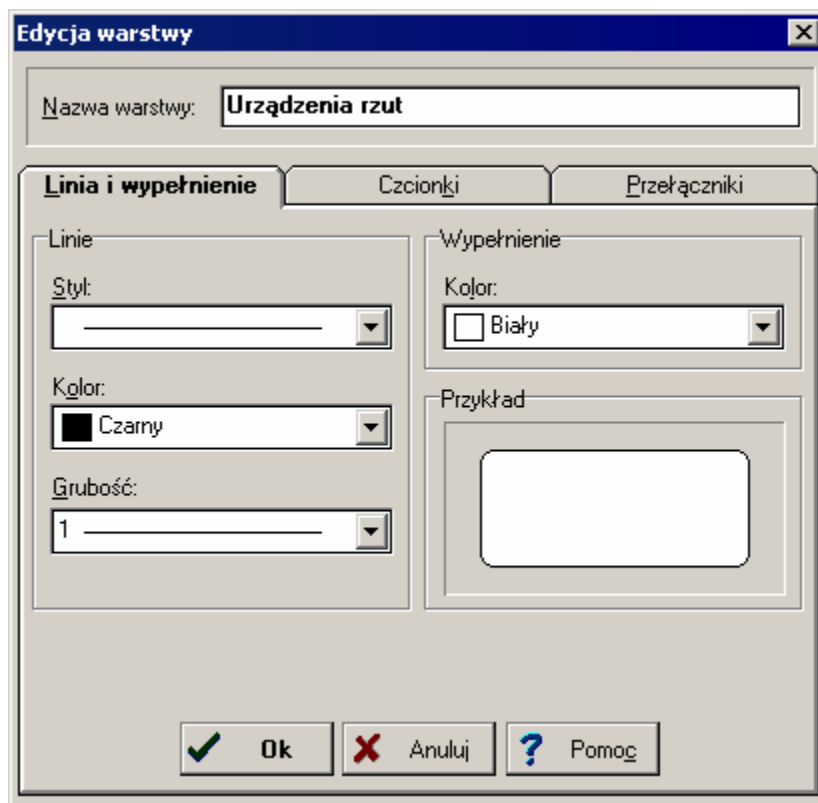 Edycja warstwy
Nazwa warstwy: Urządzenia rzut
Linia i wypełnienie Czcionki Przełączniki
Linie
Styl:
Kolor:
Czarny
Grubość:
1
Wypełnienie
Kolor:
Biały
Przykład
Ok Anuluj Pomoc